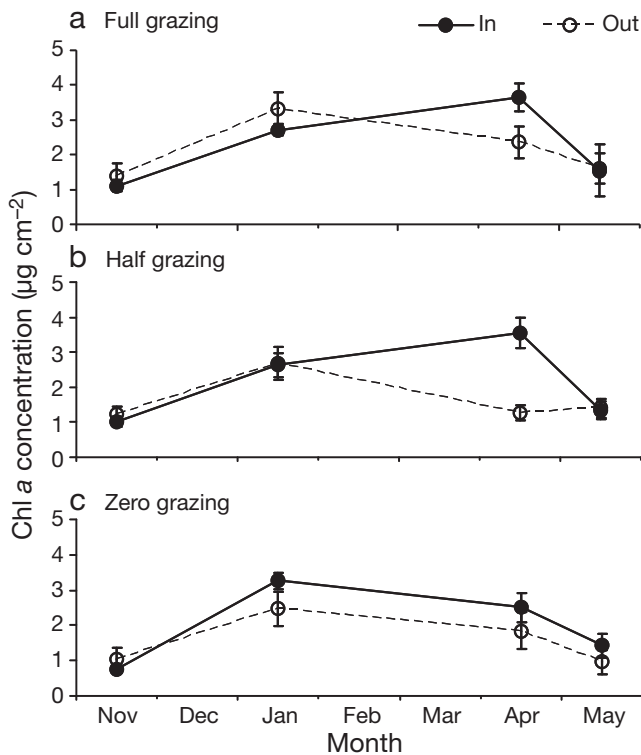 a Full grazing
In Out
5
4
3
2
1
0
b Half grazing
5
4
3
2
1
0
c Zero grazing
5
4
3
2
1
0
Chl a concentration (µg cm⁻²)
Nov Dec Jan Feb Mar Apr May
Month